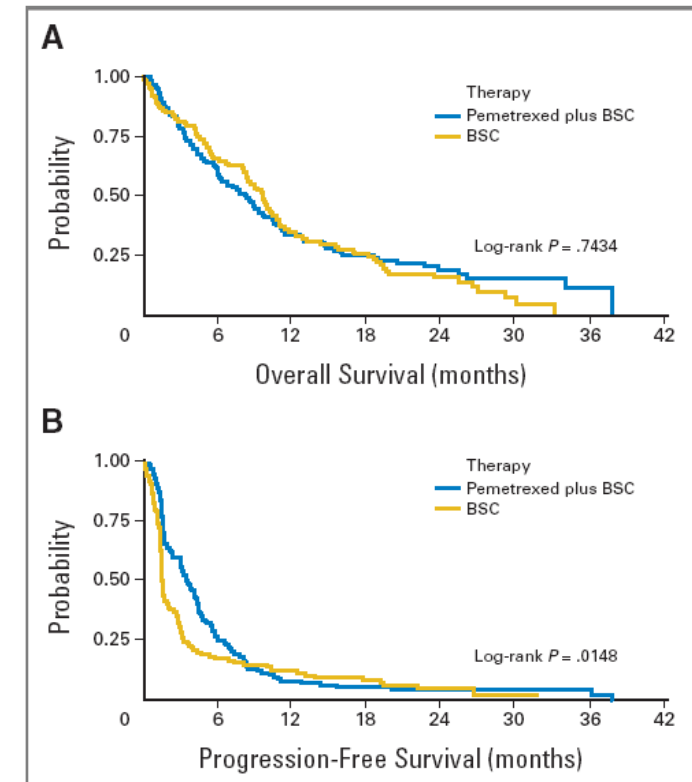 A
1.00
0.75
0.50
0.25
Probability
Therapy
Pemetrexed plus BSC
BSC
Log-rank P = .7434
0 6 12 18 24 30 36 42
Overall Survival (months)
B
1.00
0.75
0.50
0.25
Probability
Therapy
Pemetrexed plus BSC
BSC
Log-rank P = .0148
0 6 12 18 24 30 36 42
Progression-Free Survival (months)